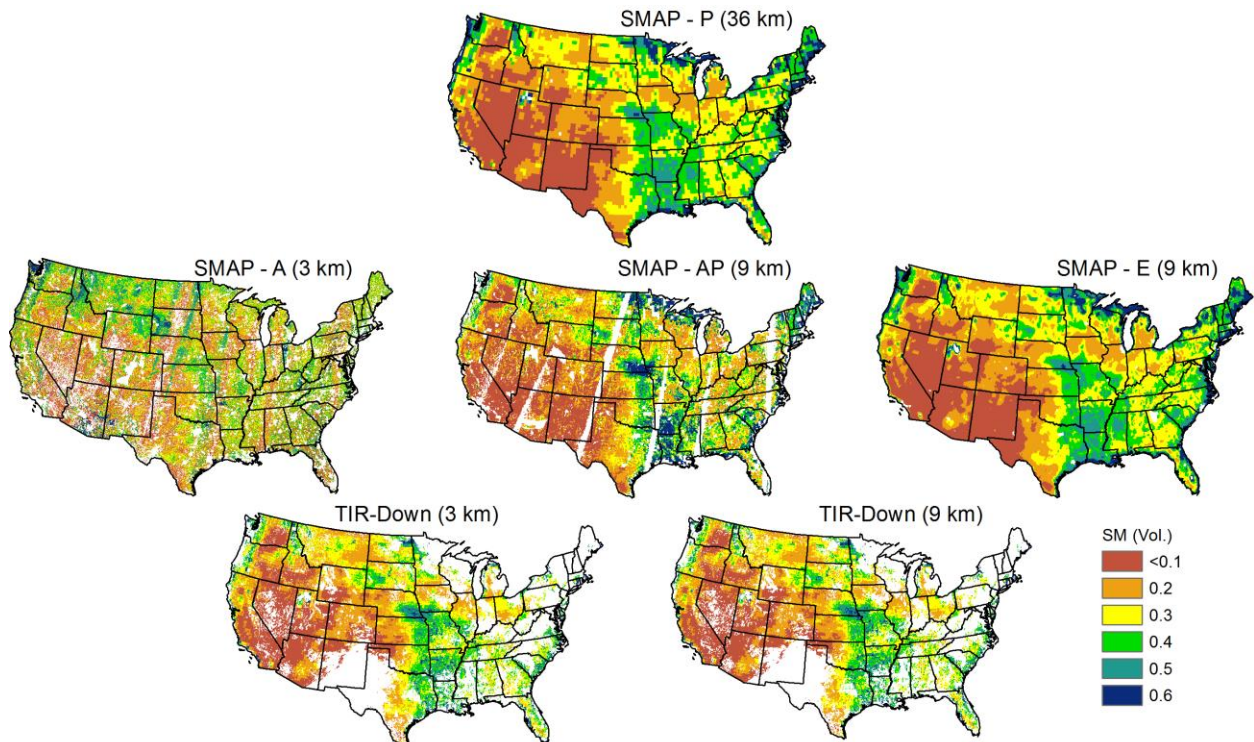 SMAP - P (36 km)
SMAP - A (3 km)
SMAP - AP (9 km)
SMAP - E (9 km)
TIR-Down (3 km)
TIR-Down (9 km)
SM (Vol.)
<0.1
0.2
0.3
0.4
0.5
0.6